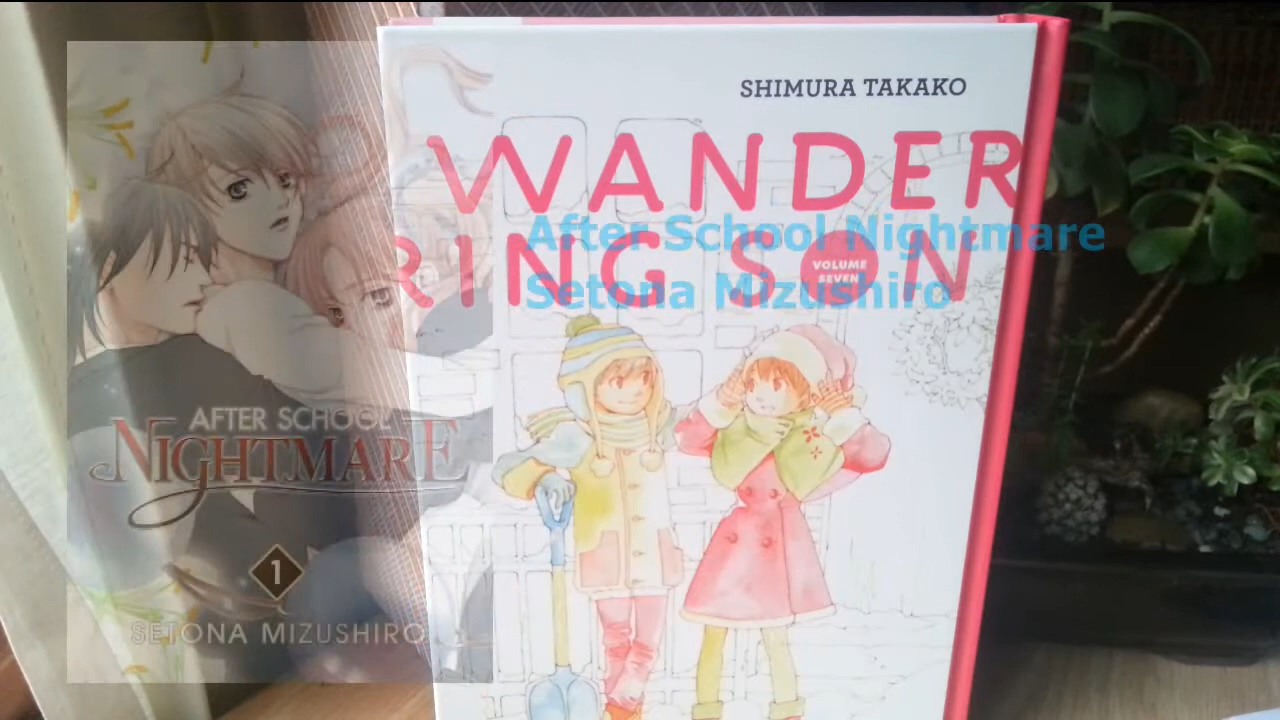 SHIMURA TAKAKO
WANDER
RING SON
VOLUME
SEVEN
After School Nightmare
Setona Mizushiro
AFTER SCHOOL
NIGHTMARE
1
SETONA MIZUSHIRO